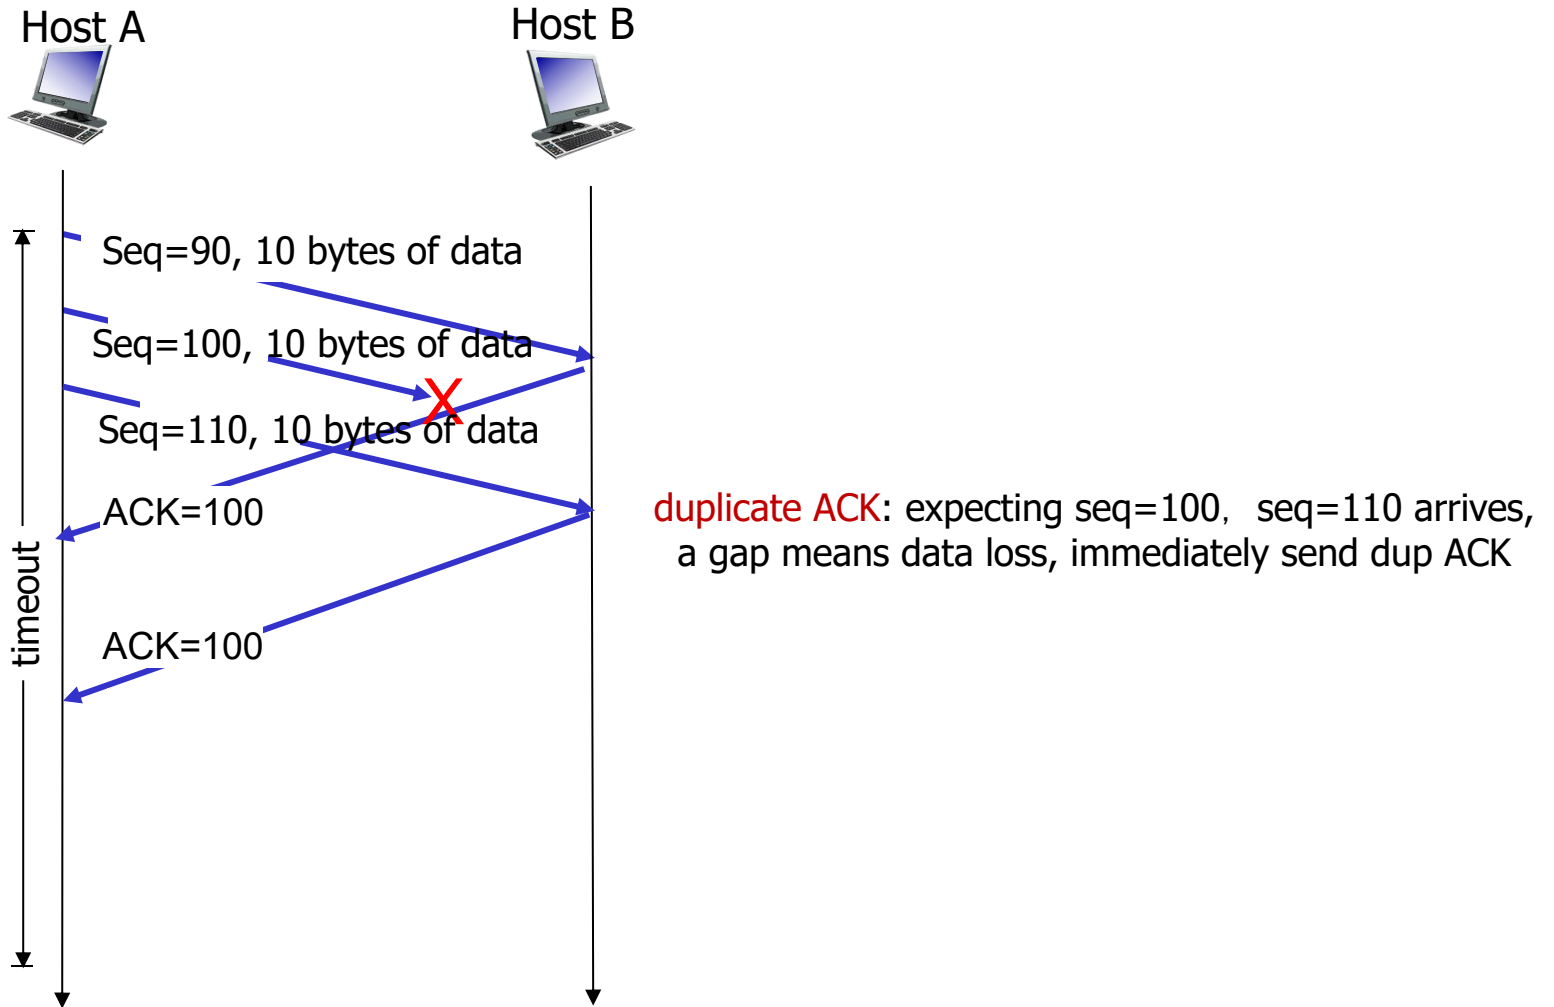 Host A
Host B
Seq=90, 10 bytes of data
Seq=100, 10 bytes of data
X
Seq=110, 10 bytes of data
ACK=100
duplicate ACK: expecting seq=100, seq=110 arrives,
a gap means data loss, immediately send dup ACK
timeout
ACK=100